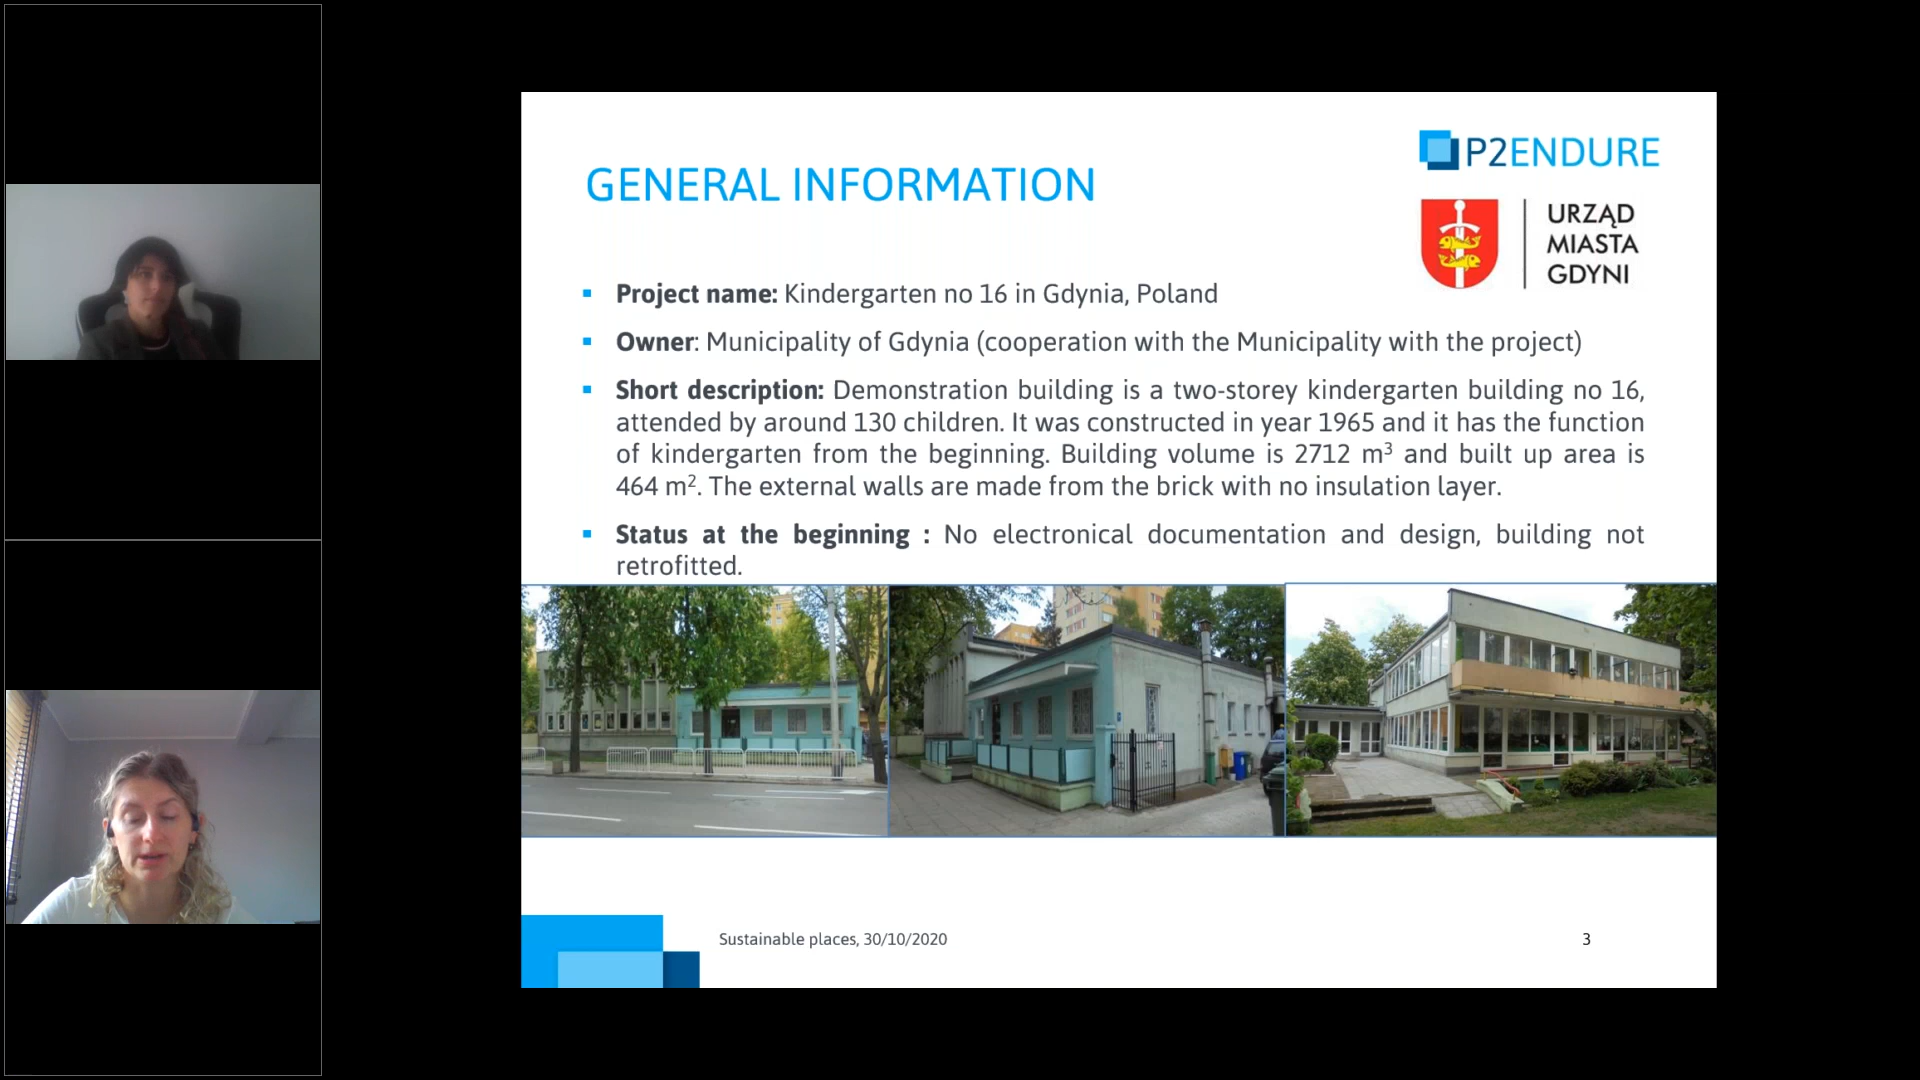 P2ENDURE
GENERAL INFORMATION
URZĄD
MIASTA
GDYNI
▪ Project name: Kindergarten no 16 in Gdynia, Poland
▪ Owner: Municipality of Gdynia (cooperation with the Municipality with the project)
▪ Short description: Demonstration building is a two-storey kindergarten building no 16,
attended by around 130 children. It was constructed in year 1965 and it has the function
of kindergarten from the beginning. Building volume is 2712 m³ and built up area is
464 m². The external walls are made from the brick with no insulation layer.
▪ Status at the beginning : No electronical documentation and design, building not
retrofitted.
Sustainable places, 30/10/2020
3